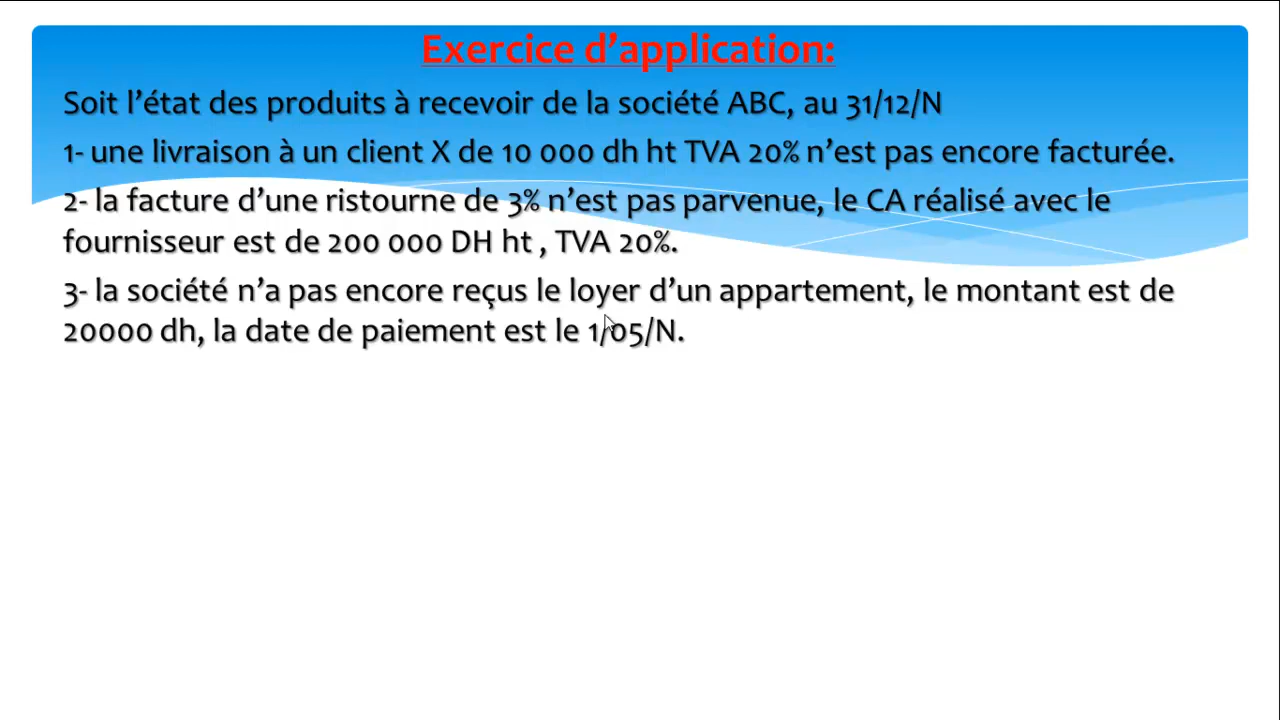 Exercice d’application:
Soit l’état des produits à recevoir de la société ABC, au 31/12/N
1- une livraison à un client X de 10 000 dh ht TVA 20% n’est pas encore facturée.
2- la facture d’une ristourne de 3% n’est pas parvenue, le CA réalisé avec le
fournisseur est de 200 000 DH ht , TVA 20%.
3- la société n’a pas encore reçus le loyer d’un appartement, le montant est de
20000 dh, la date de paiement est le 1/05/N.